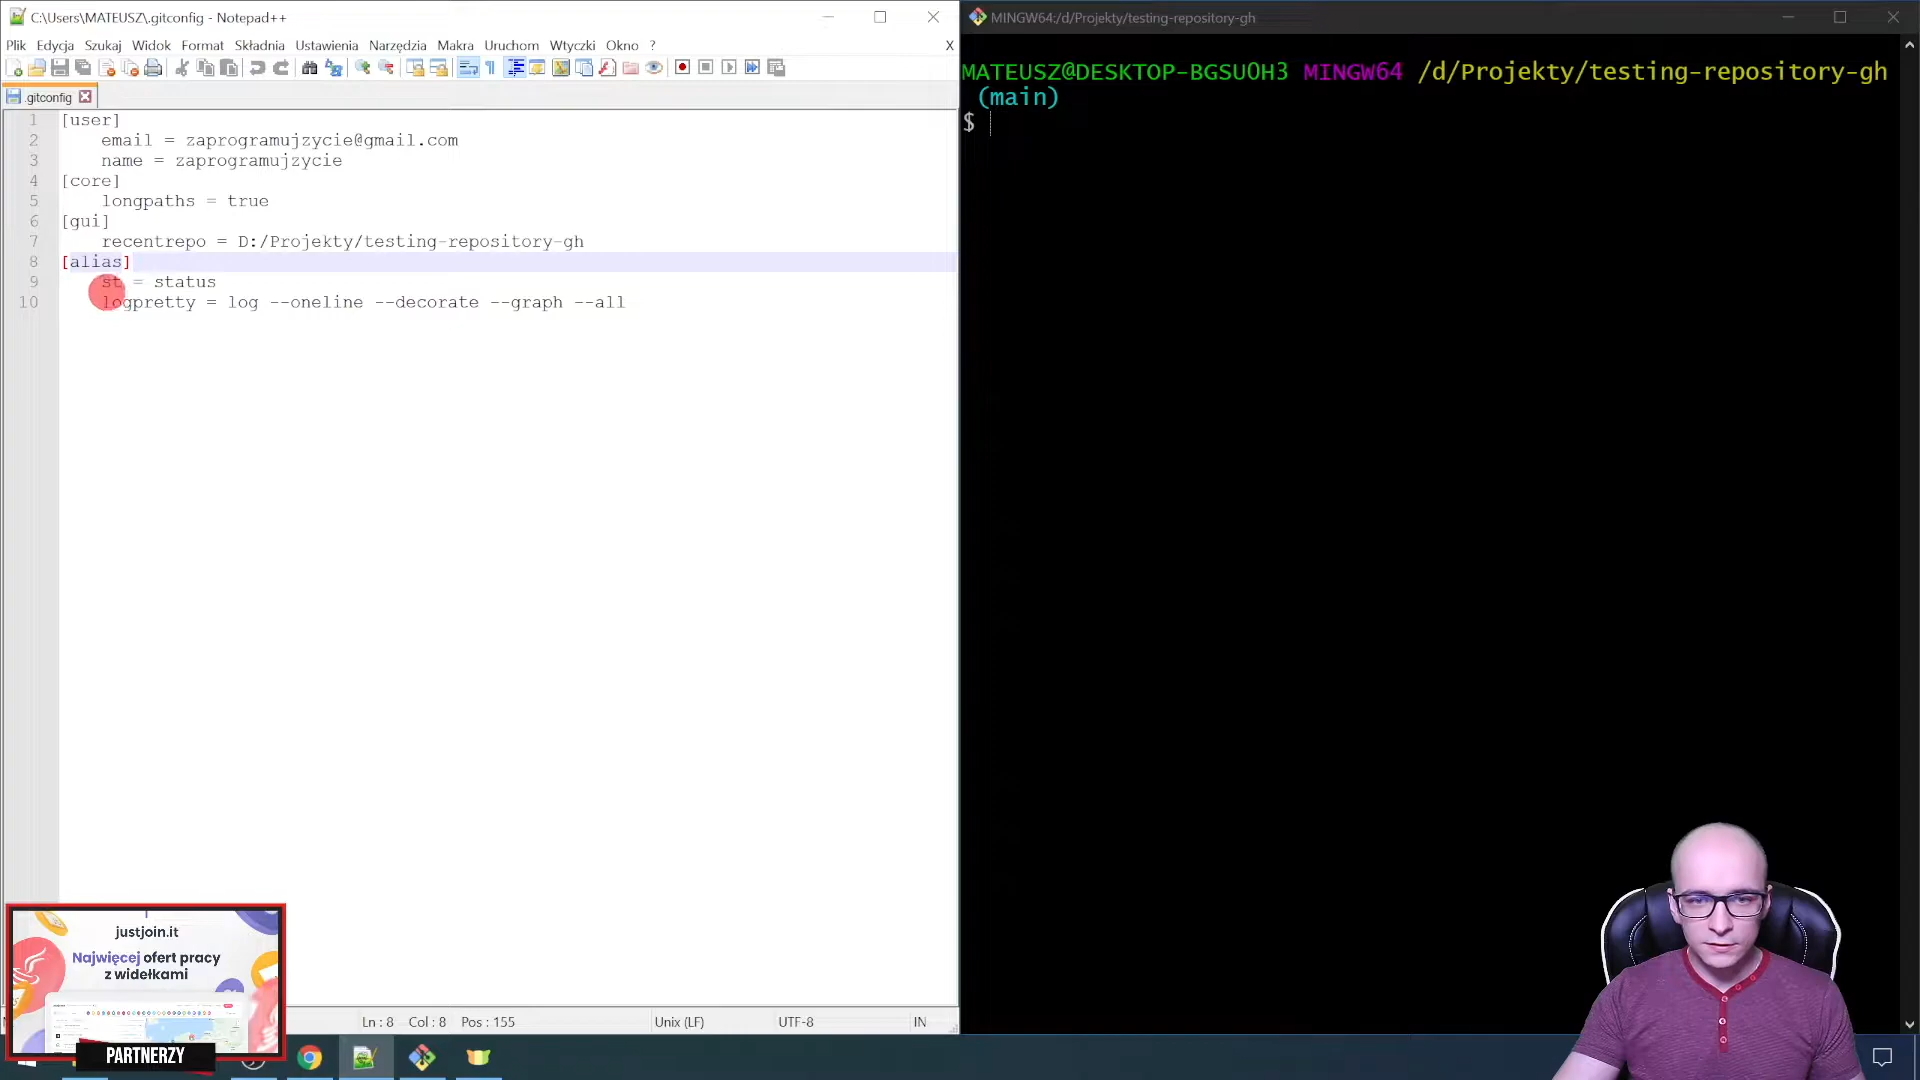 C:\Users\MATEUSZ\.gitconfig - Notepad++
Plik Edycja Szukaj Widok Format Składnia Ustawienia Narzędzia Makra Uruchom Wtyczki Okno ? X
.gitconfig
1 [user]
2 email = zaprogramujzycie@gmail.com
3 name = zaprogramujzycie
4 [core]
5 longpaths = true
6 [gui]
7 recentrepo = D:/Projekty/testing-repository-gh
8 [alias]
9 st = status
10 logpretty = log --oneline --decorate --graph --all
Ln : 8 Col : 8 Pos : 155 Unix (LF) UTF-8 IN
MINGW64:/d/Projekty/testing-repository-gh
MATEUSZ@DESKTOP-BGSU0H3 MINGW64 /d/Projekty/testing-repository-gh
(main)
$
justjoin.it
Najwięcej ofert pracy
z widełkami
PARTNERZY